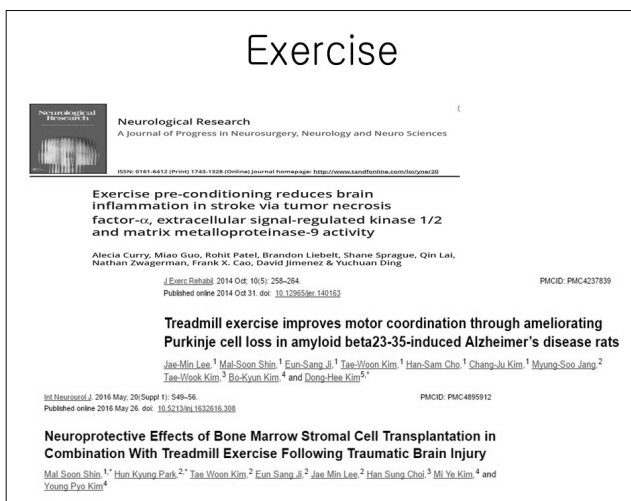 Exercise
Neurological
Research
Neurological Research
A Journal of Progress in Neurosurgery, Neurology and Neuro Sciences
ISSN: 0161-6412 (Print) 1743-1328 (Online) Journal homepage: http://www.tandfonline.com/loi/yner20
Exercise pre-conditioning reduces brain
inflammation in stroke via tumor necrosis
factor-α, extracellular signal-regulated kinase 1/2
and matrix metalloproteinase-9 activity
Alecia Curry, Miao Guo, Rohit Patel, Brandon Liebelt, Shane Sprague, Qin Lai,
Nathan Zwagerman, Frank X. Cao, David Jimenez & Yuchuan Ding
J Exerc Rehabil. 2014 Oct; 10(5): 258–264. PMCID: PMC4237839
Published online 2014 Oct 31. doi: 10.12965/jer.140163
Treadmill exercise improves motor coordination through ameliorating
Purkinje cell loss in amyloid beta23-35-induced Alzheimer's disease rats
Jae-Min Lee,1 Mal-Soon Shin,1 Eun-Sang Ji,1 Tae-Woon Kim,1 Han-Sam Cho,1 Chang-Ju Kim,1 Myung-Soo Jang,2
Tae-Wook Kim,3 Bo-Kyun Kim,4 and Dong-Hee Kim5,*
Int Neurourol J. 2016 May; 20(Suppl 1): S49–56. PMCID: PMC4895912
Published online 2016 May 26. doi: 10.5213/inj.1632616.308
Neuroprotective Effects of Bone Marrow Stromal Cell Transplantation in
Combination With Treadmill Exercise Following Traumatic Brain Injury
Mal Soon Shin,1,* Hun Kyung Park,2,* Tae Woon Kim,2 Eun Sang Ji,2 Jae Min Lee,2 Han Sung Choi,3 Mi Ye Kim,4 and
Young Pyo Kim4